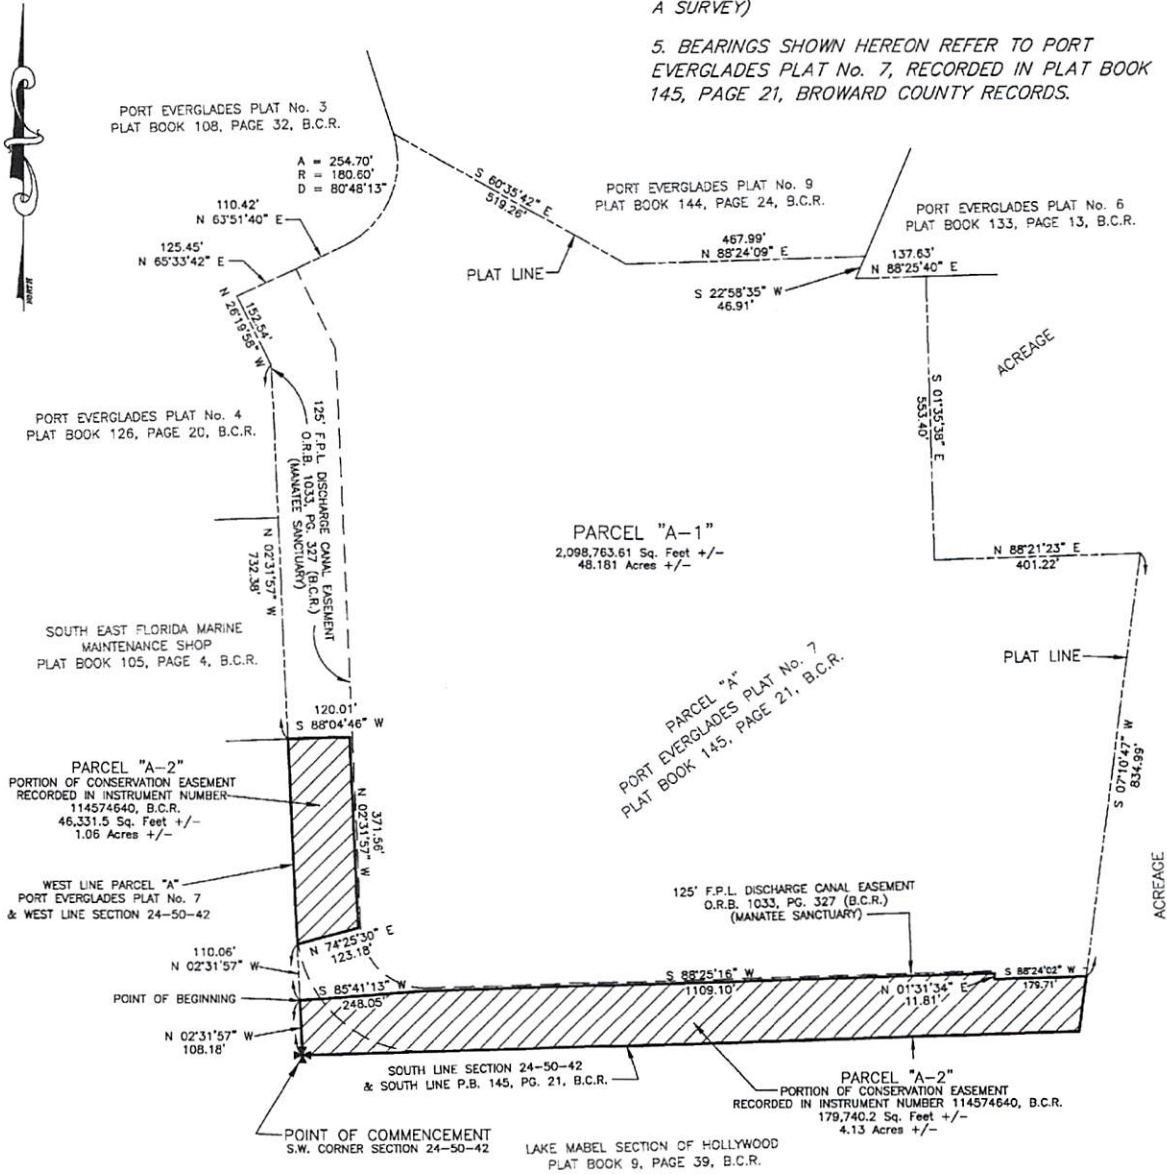 A SURVEY)
5. BEARINGS SHOWN HEREON REFER TO PORT
EVERGLADES PLAT No. 7, RECORDED IN PLAT BOOK
145, PAGE 21, BROWARD COUNTY RECORDS.
PORT EVERGLADES PLAT No. 3
PLAT BOOK 108, PAGE 32, B.C.R.
A = 254.70'
R = 180.60'
D = 80°48'13"
S 60°35'42" E
519.26'
PORT EVERGLADES PLAT No. 9
PLAT BOOK 144, PAGE 24, B.C.R.
PORT EVERGLADES PLAT No. 6
PLAT BOOK 133, PAGE 13, B.C.R.
110.42'
N 63°51'40" E
125.45'
N 65°33'42" E
467.99'
N 88°24'09" E
137.63'
N 88°25'40" E
PLAT LINE
S 22°58'35" W
46.91'
NORTH
152.54'
N 26°19'58" W
ACREAGE
PORT EVERGLADES PLAT No. 4
PLAT BOOK 126, PAGE 20, B.C.R.
125' F.P.L. DISCHARGE CANAL EASEMENT
O.R.B. 1033, PG. 327 (B.C.R.)
(MANATEE SANCTUARY)
S 01°35'38" E
553.40'
PARCEL "A-1"
2,098,763.61 Sq. Feet +/-
48.181 Acres +/-
N 88°21'23" E
401.22'
N 02°31'57" W
732.38'
SOUTH EAST FLORIDA MARINE
MAINTENANCE SHOP
PLAT BOOK 105, PAGE 4, B.C.R.
PLAT LINE
PARCEL "A"
PORT EVERGLADES PLAT No. 7
PLAT BOOK 145, PAGE 21, B.C.R.
120.01'
S 88°04'46" W
S 07°10'47" W
834.99'
PARCEL "A-2"
PORTION OF CONSERVATION EASEMENT
RECORDED IN INSTRUMENT NUMBER
114574640, B.C.R.
46,331.5 Sq. Feet +/-
1.06 Acres +/-
371.56'
N 02°31'57" W
WEST LINE PARCEL "A"
PORT EVERGLADES PLAT No. 7
& WEST LINE SECTION 24-50-42
125' F.P.L. DISCHARGE CANAL EASEMENT
O.R.B. 1033, PG. 327 (B.C.R.)
(MANATEE SANCTUARY)
ACREAGE
N 74°25'30" E
123.18'
110.06'
N 02°31'57" W
POINT OF BEGINNING
S 85°41'13" W
248.05'
S 88°25'16" W
1109.10'
N 01°31'34" E
11.81'
S 88°24'02" W
179.71'
N 02°31'57" W
108.18'
SOUTH LINE SECTION 24-50-42
& SOUTH LINE P.B. 145, PG. 21, B.C.R.
PARCEL "A-2"
PORTION OF CONSERVATION EASEMENT
RECORDED IN INSTRUMENT NUMBER 114574640, B.C.R.
179,740.2 Sq. Feet +/-
4.13 Acres +/-
POINT OF COMMENCEMENT
S.W. CORNER SECTION 24-50-42
LAKE MABEL SECTION OF HOLLYWOOD
PLAT BOOK 9, PAGE 39, B.C.R.